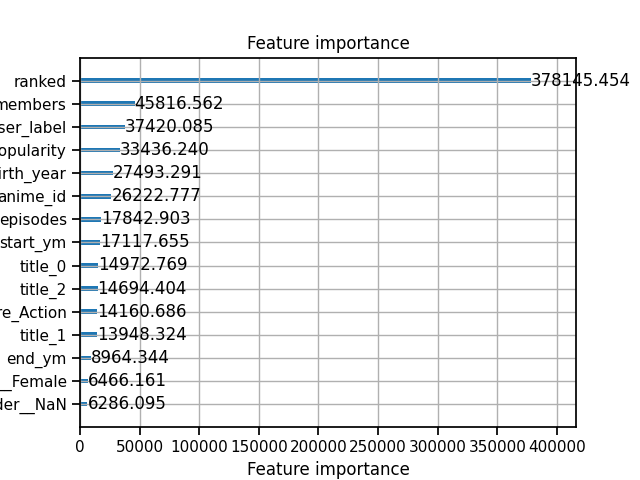 Feature importance
ranked 378145.454
members 45816.562
ser_label 37420.085
opularity 33436.240
irth_year 27493.291
anime_id 26222.777
episodes 17842.903
start_ym 17117.655
title_0 14972.769
title_2 14694.404
re_Action 14160.686
title_1 13948.324
end_ym 8964.344
_Female 6466.161
der__NaN 6286.095
0 50000 100000 150000 200000 250000 300000 350000 400000
Feature importance